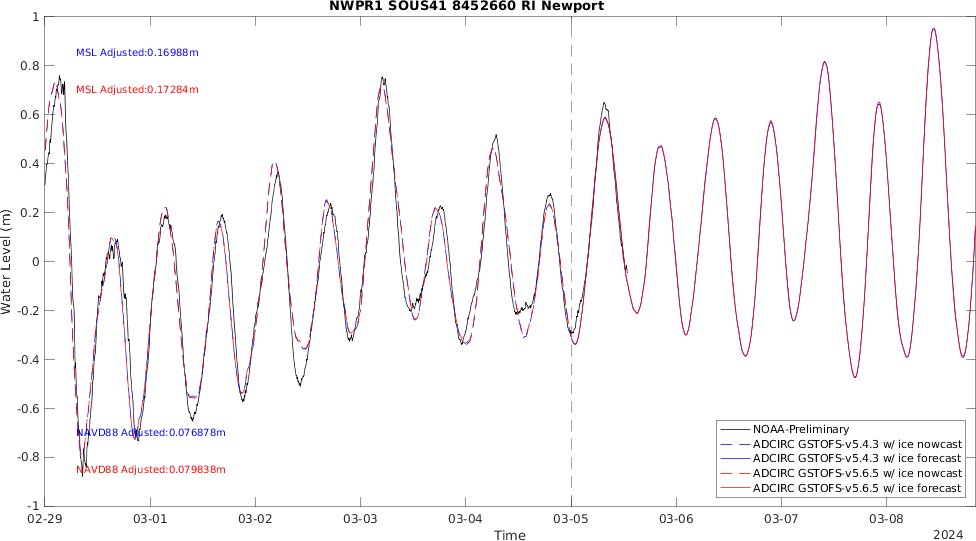 NWPR1 SOUS41 8452660 RI Newport
1
0.8
0.6
0.4
0.2
0
-0.2
-0.4
-0.6
-0.8
-1
Water Level (m)
MSL Adjusted:0.16988m
MSL Adjusted:0.17284m
NAVD88 Adjusted:0.076878m
NAVD88 Adjusted:0.079838m
NOAA-Preliminary
ADCIRC GSTOFS-v5.4.3 w/ ice nowcast
ADCIRC GSTOFS-v5.4.3 w/ ice forecast
ADCIRC GSTOFS-v5.6.5 w/ ice nowcast
ADCIRC GSTOFS-v5.6.5 w/ ice forecast
02-29 03-01 03-02 03-03 03-04 03-05 03-06 03-07 03-08
Time
2024